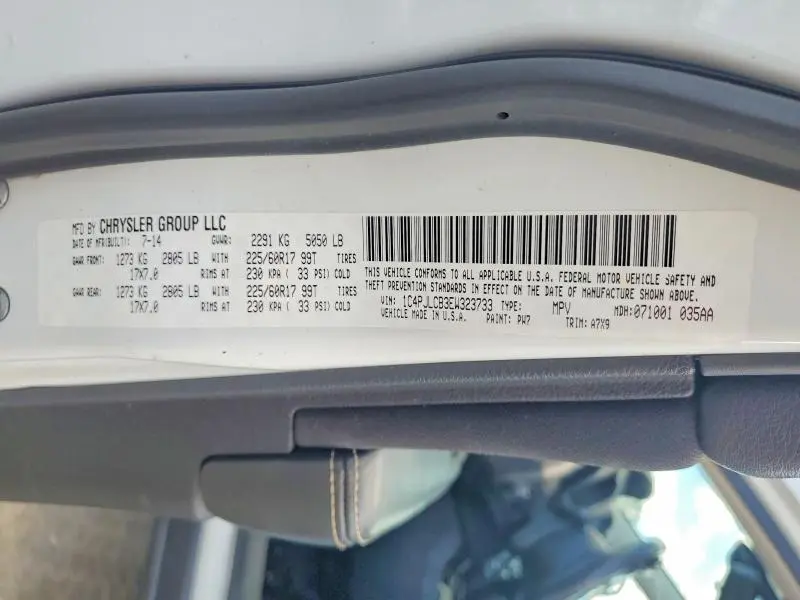 MFD BY CHRYSLER GROUP LLC
DATE OF MFR(BUILT): 7-14 GVWR: 2291 KG 5050 LB
GAWR FRONT: 1273 KG 2805 LB WITH 225/60R17 99T TIRES
17X7.0 RIMS AT 230 KPA ( 33 PSI) COLD
GAWR REAR: 1273 KG 2805 LB WITH 225/60R17 99T TIRES
17X7.0 RIMS AT 230 KPA ( 33 PSI) COLD
THIS VEHICLE CONFORMS TO ALL APPLICABLE U.S.A. FEDERAL MOTOR VEHICLE SAFETY AND
THEFT PREVENTION STANDARDS IN EFFECT ON THE DATE OF MANUFACTURE SHOWN ABOVE.
VIN: 1C4PJLCB3EW323733 TYPE: MPV MDH:071001 035AA
VEHICLE MADE IN U.S.A. PAINT: PW7 TRIM: A7X9